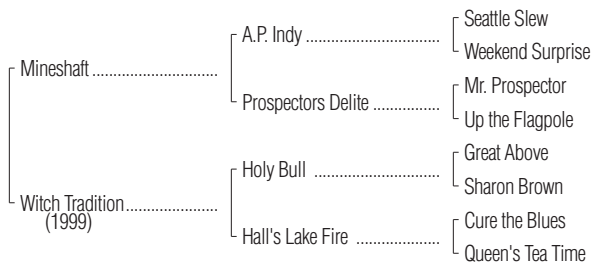 Seattle Slew
A.P. Indy
Weekend Surprise
Mineshaft
Mr. Prospector
Prospectors Delite
Up the Flagpole
Great Above
Holy Bull
Sharon Brown
Witch Tradition
(1999)
Cure the Blues
Hall's Lake Fire
Queen's Tea Time